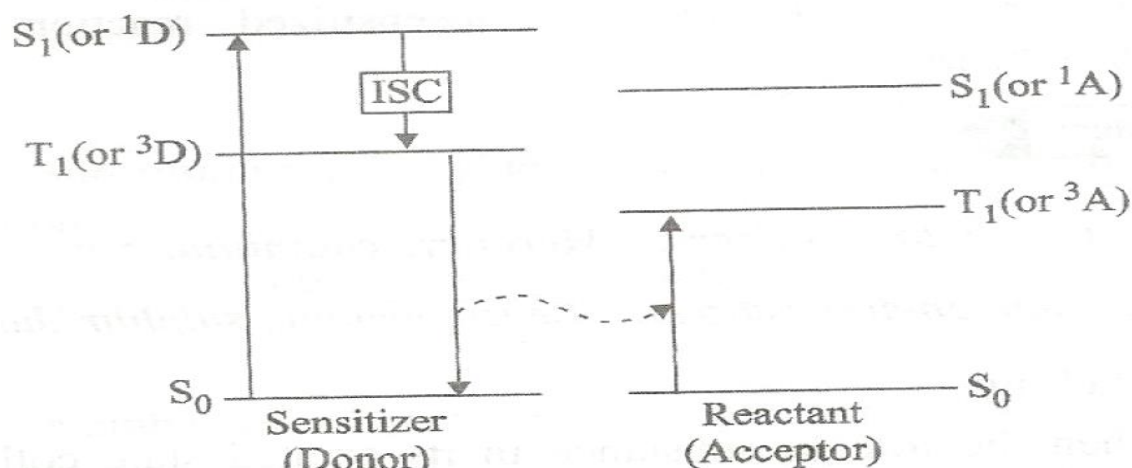 S₁(or ¹D)
ISC
S₁(or ¹A)
T₁(or ³D)
T₁(or ³A)
S₀
S₀
Sensitizer
(Donor)
Reactant
(Acceptor)